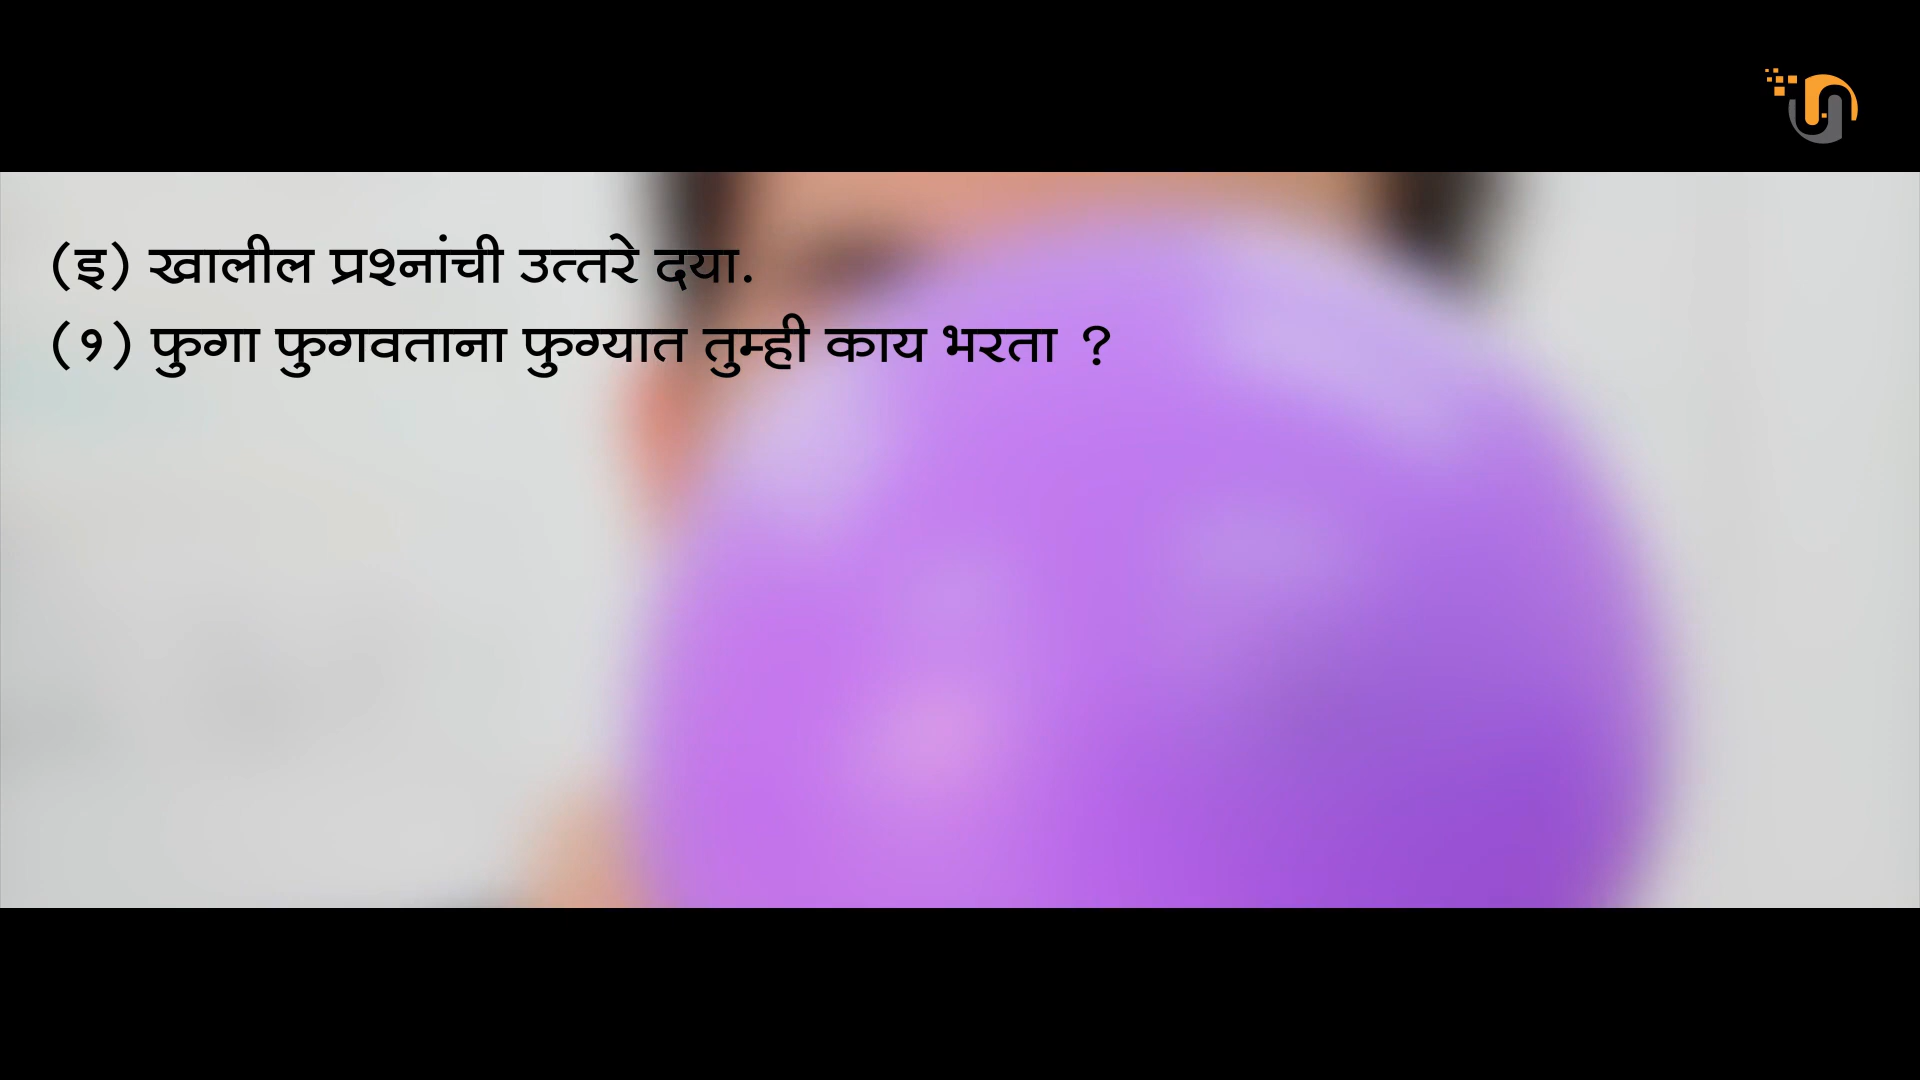 (इ) खालील प्रश्नांची उत्तरे दया.
(१) फुगा फुगवताना फुग्यात तुम्ही काय भरता ?